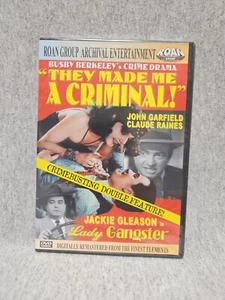 ROAN GROUP ARCHIVAL ENTERTAINMENT
ROAN
BUSBY BERKELEY'S CRIME DRAMA
"THEY MADE ME
A CRIMINAL!"
JOHN GARFIELD
CLAUDE RAINES
CRIMEBUSTING DOUBLE FEATURE!
JACKIE GLEASON in
Lady Gangster
DIGITALLY REMASTERED FROM THE FINEST ELEMENTS